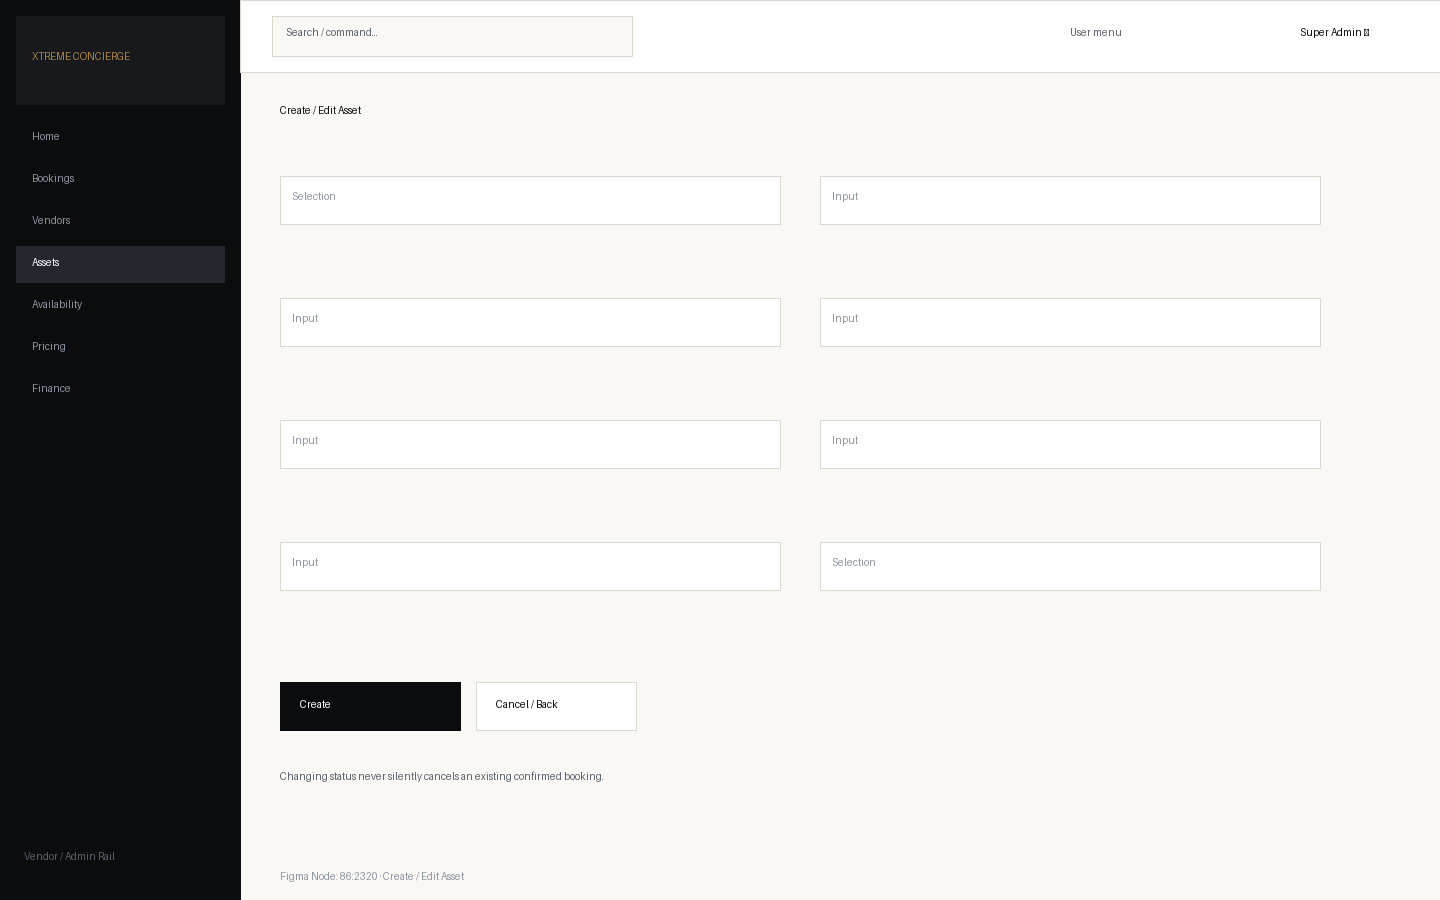 XTREME CONCIERGE
Home
Bookings
Vendors
Assets
Availability
Pricing
Finance
Vendor / Admin Rail
Search / command...
User menu
Super Admin
Create / Edit Asset
Selection
Input
Input
Input
Input
Input
Input
Selection
Create
Cancel / Back
Changing status never silently cancels an existing confirmed booking.
Figma Node: 86:2320 · Create / Edit Asset